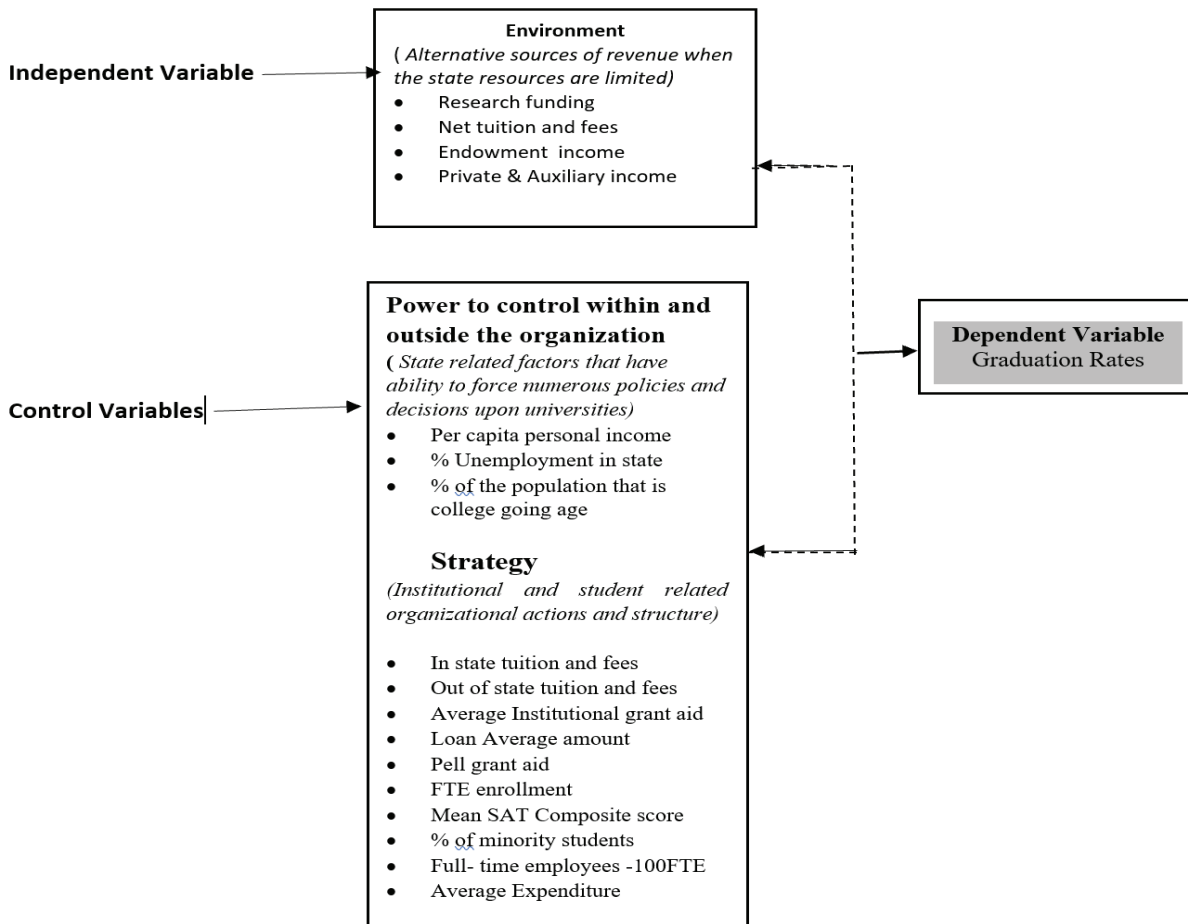 Independent Variable
Environment
( Alternative sources of revenue when
the state resources are limited)
• Research funding
• Net tuition and fees
• Endowment income
• Private & Auxiliary income
Control Variables
Power to control within and
outside the organization
( State related factors that have
ability to force numerous policies and
decisions upon universities)
• Per capita personal income
• % Unemployment in state
• % of the population that is
college going age
Strategy
(Institutional and student related
organizational actions and structure)
• In state tuition and fees
• Out of state tuition and fees
• Average Institutional grant aid
• Loan Average amount
• Pell grant aid
• FTE enrollment
• Mean SAT Composite score
• % of minority students
• Full- time employees -100FTE
• Average Expenditure
Dependent Variable
Graduation Rates